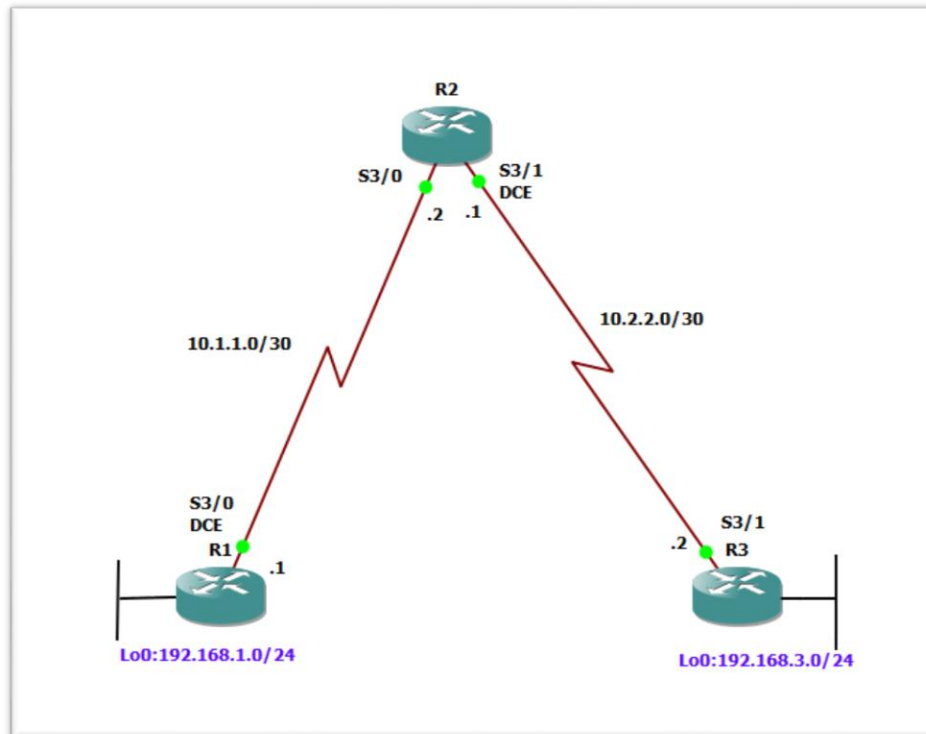 R2
S3/0
S3/1
DCE
.2
.1
10.1.1.0/30
10.2.2.0/30
S3/0
DCE
R1
.1
S3/1
.2
R3
Lo0:192.168.1.0/24
Lo0:192.168.3.0/24